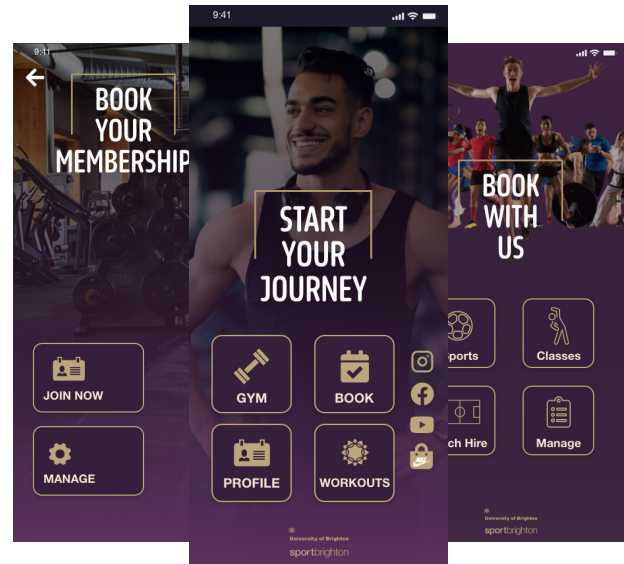 9:41
BOOK
YOUR
MEMBERSHIP
JOIN NOW
MANAGE
9:41
START
YOUR
JOURNEY
GYM
BOOK
PROFILE
WORKOUTS
University of Brighton
sportbrighton
BOOK
WITH
US
ports
Classes
ch Hire
Manage
University of Brighton
sportbrighton